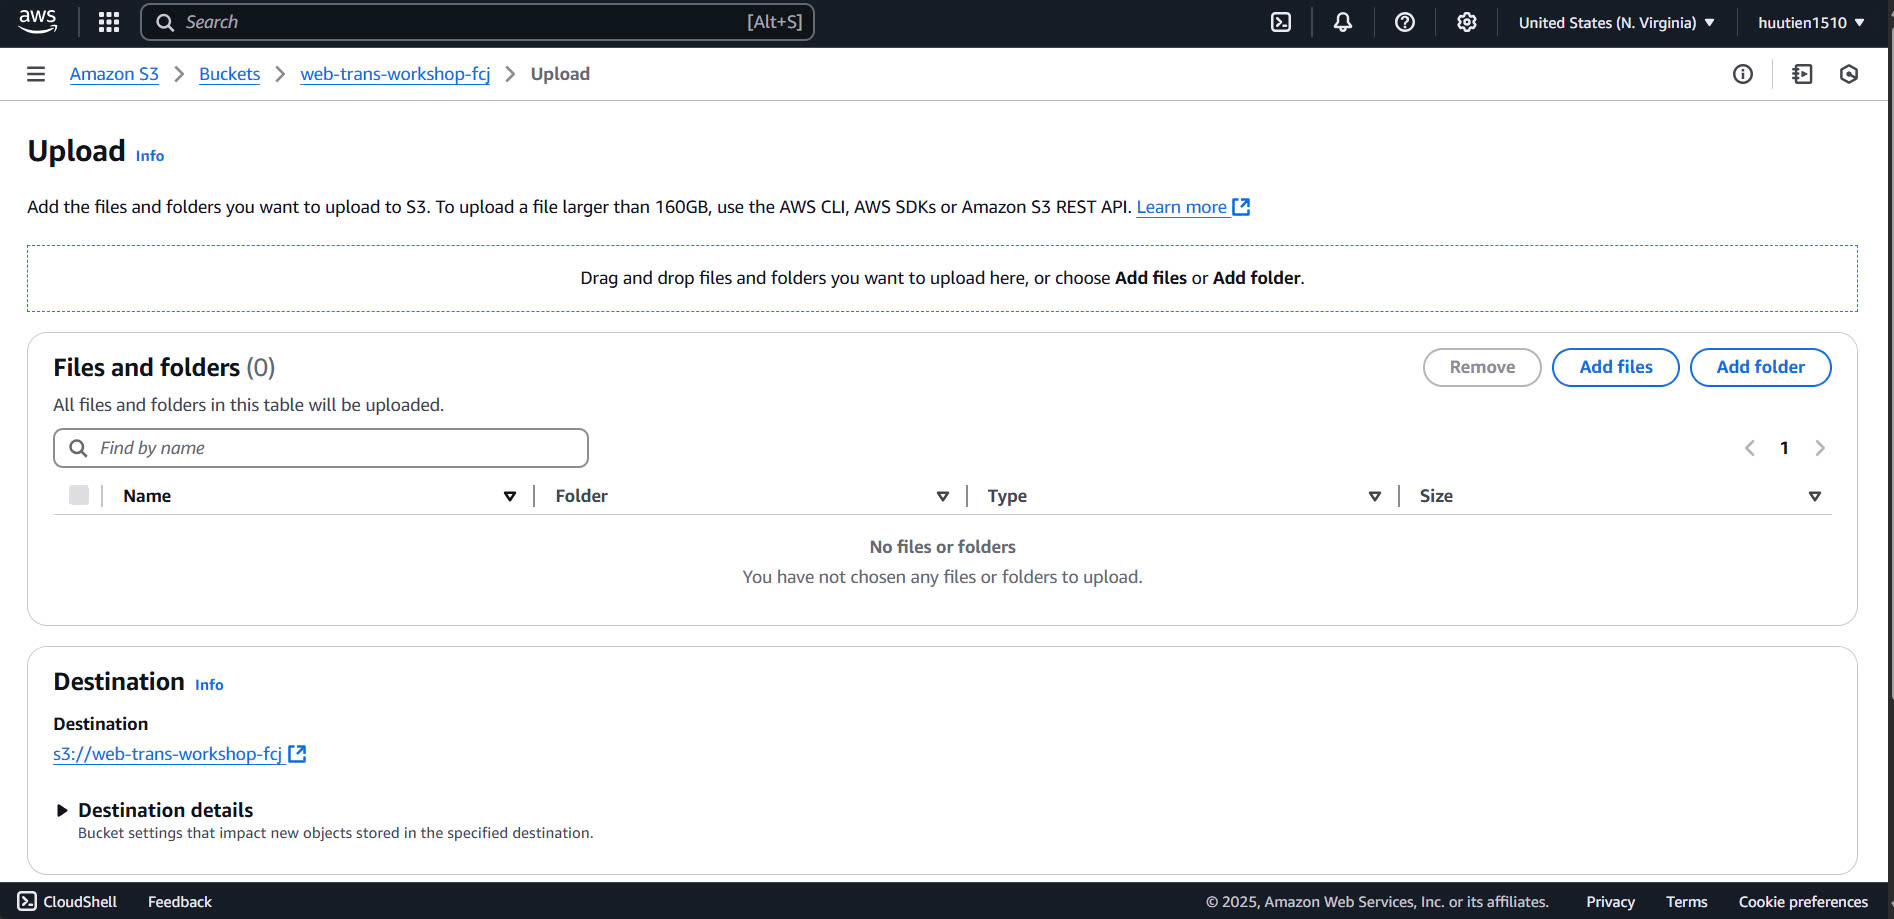 aws Search [Alt+S] United States (N. Virginia) huutien1510
Amazon S3 Buckets web-trans-workshop-fcj Upload
Upload Info
Add the files and folders you want to upload to S3. To upload a file larger than 160GB, use the AWS CLI, AWS SDKs or Amazon S3 REST API. Learn more
Drag and drop files and folders you want to upload here, or choose Add files or Add folder.
Files and folders (0) Remove Add files Add folder
All files and folders in this table will be uploaded.
Find by name 1
Name Folder Type Size
No files or folders
You have not chosen any files or folders to upload.
Destination Info
Destination
s3://web-trans-workshop-fcj
Destination details
Bucket settings that impact new objects stored in the specified destination.
CloudShell Feedback © 2025, Amazon Web Services, Inc. or its affiliates. Privacy Terms Cookie preferences